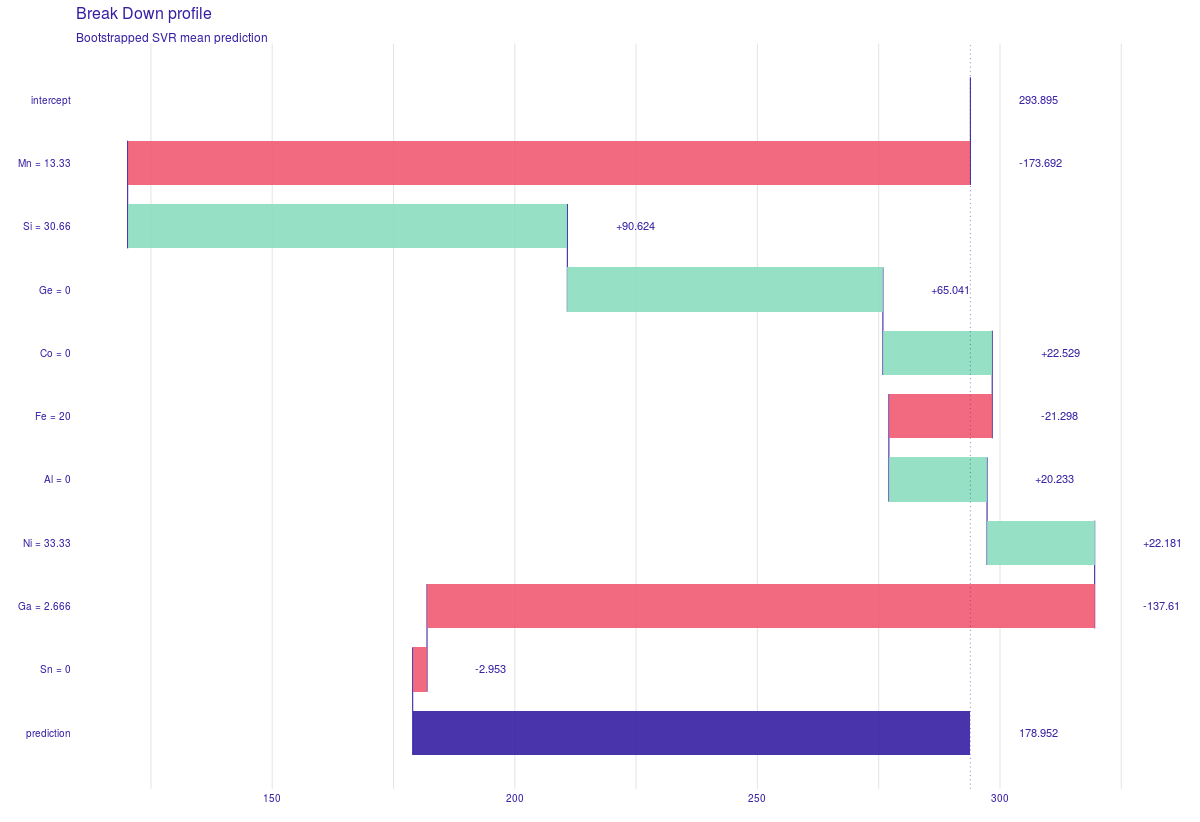 Break Down profile
Bootstrapped SVR mean prediction
intercept 293.895
Mn = 13.33 -173.692
Si = 30.66 +90.624
Ge = 0 +65.041
Co = 0 +22.529
Fe = 20 -21.298
Al = 0 +20.233
Ni = 33.33 +22.181
Ga = 2.666 -137.61
Sn = 0 -2.953
prediction 178.952
150 200 250 300